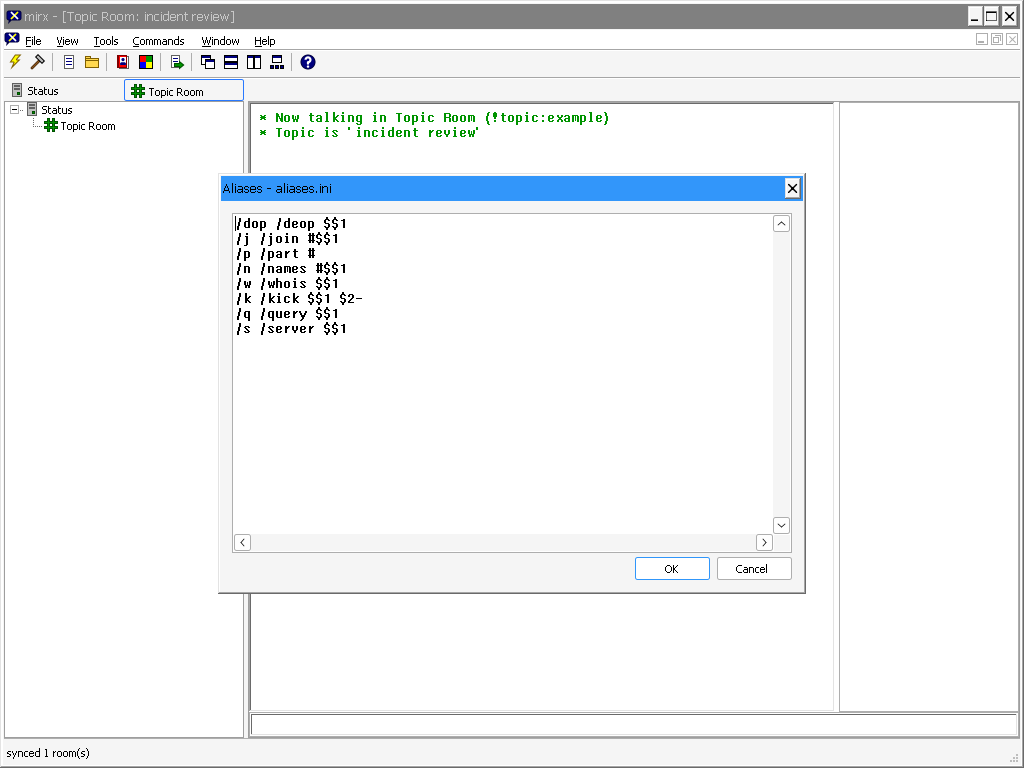 mirx - [Topic Room: incident review]
File View Tools Commands Window Help
Status
Topic Room
Status
Topic Room
* Now talking in Topic Room (!topic:example)
* Topic is 'incident review'
Aliases - aliases.ini
/dop /deop $$1
/j /join #$$1
/p /part #
/n /names #$$1
/w /whois $$1
/k /kick $$1 $2-
/q /query $$1
/s /server $$1
OK
Cancel
synced 1 room(s)